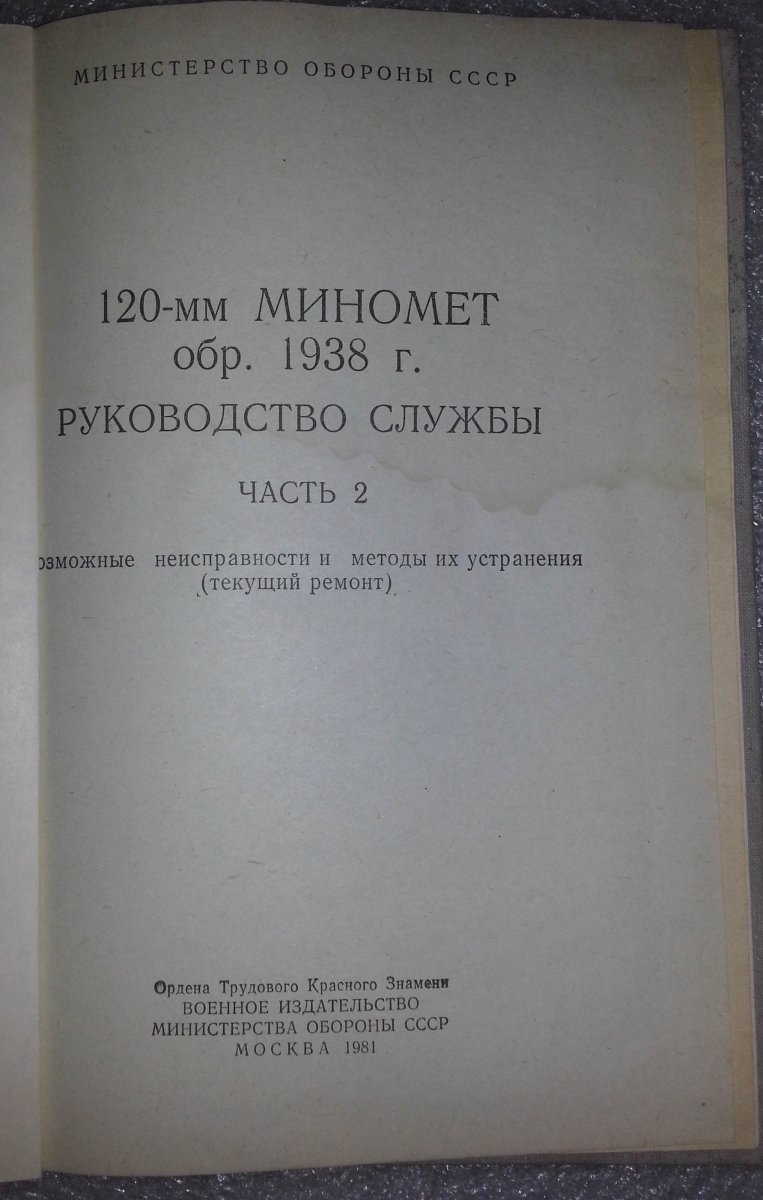 МИНИСТЕРСТВО ОБОРОНЫ СССР
120-мм МИНОМЕТ
обр. 1938 г.
РУКОВОДСТВО СЛУЖБЫ
ЧАСТЬ 2
озможные неисправности и методы их устранения
(текущий ремонт)
Ордена Трудового Красного Знамени
ВОЕННОЕ ИЗДАТЕЛЬСТВО
МИНИСТЕРСТВА ОБОРОНЫ СССР
МОСКВА 1981